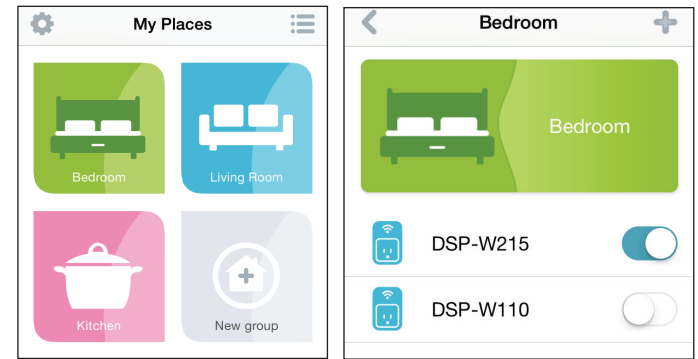 My Places
Bedroom
Living Room
Kitchen
New group
Bedroom
Bedroom
DSP-W215
DSP-W110